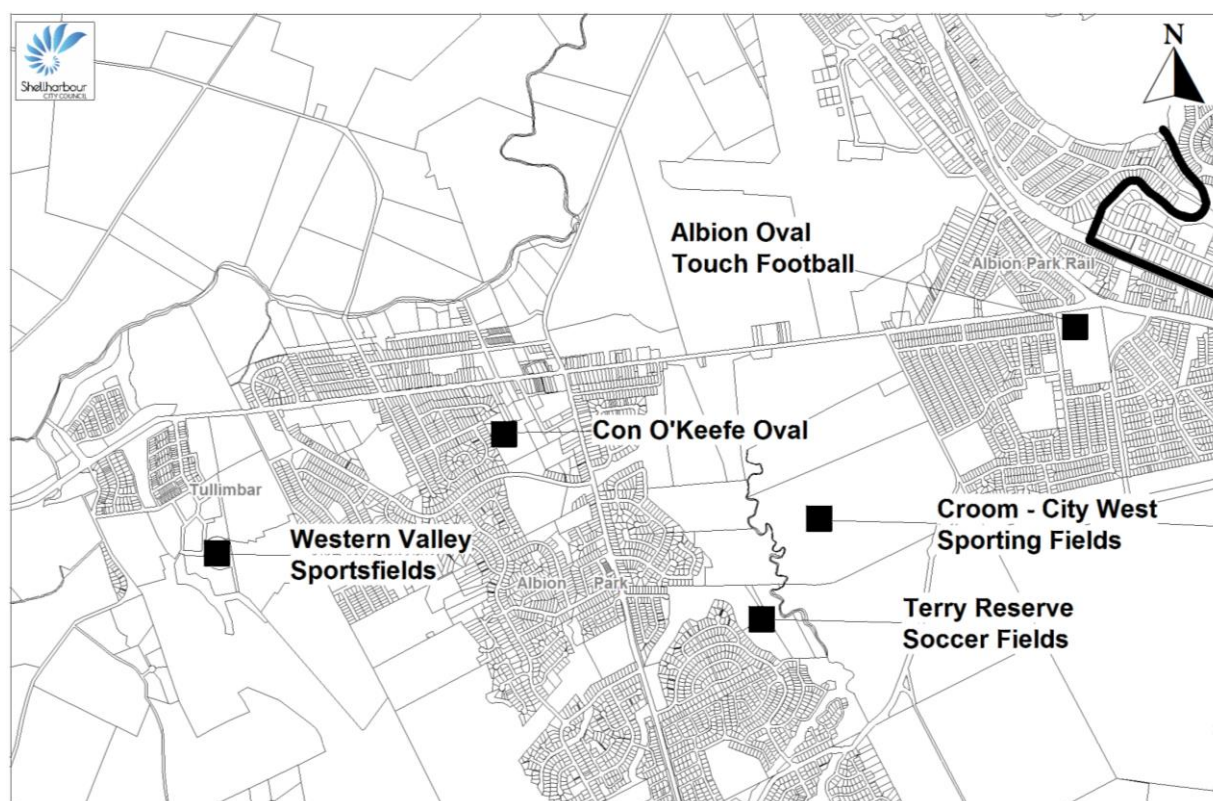 Shellharbour
CITY COUNCIL
N
Albion Oval
Touch Football
Albion Park Rail
Con O'Keefe Oval
Tullimbar
Western Valley
Sportsfields
Croom - City West
Sporting Fields
Albion Park
Terry Reserve
Soccer Fields